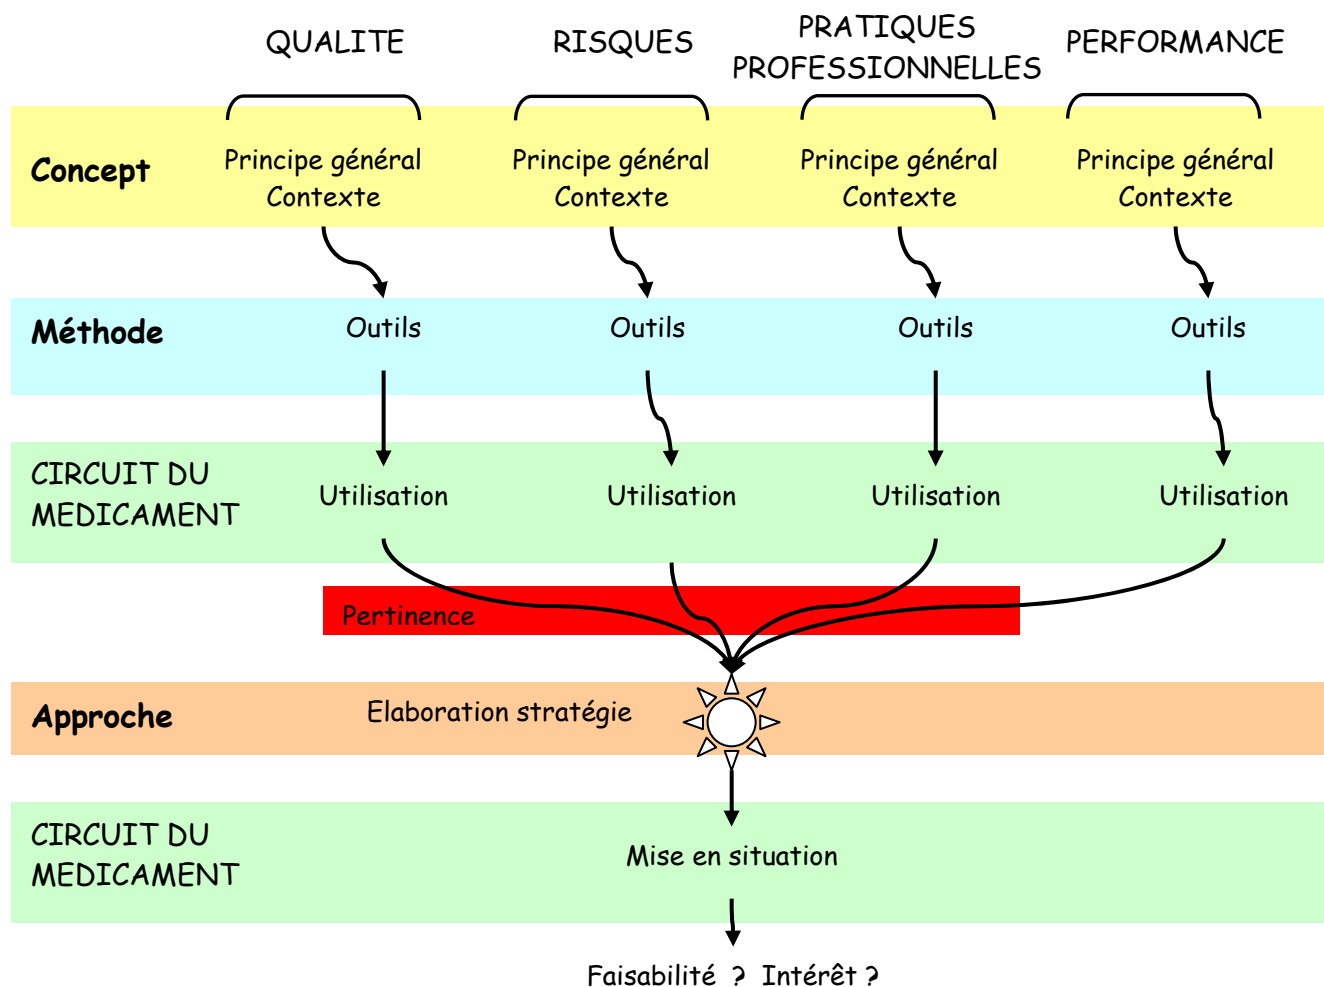 QUALITE
RISQUES
PRATIQUES
PROFESSIONNELLES
PERFORMANCE
Concept
Principe général
Contexte
Principe général
Contexte
Principe général
Contexte
Principe général
Contexte
Méthode
Outils
Outils
Outils
Outils
CIRCUIT DU
MEDICAMENT
Utilisation
Utilisation
Utilisation
Utilisation
Pertinence
Approche
Elaboration stratégie
CIRCUIT DU
MEDICAMENT
Mise en situation
Faisabilité ? Intérêt ?